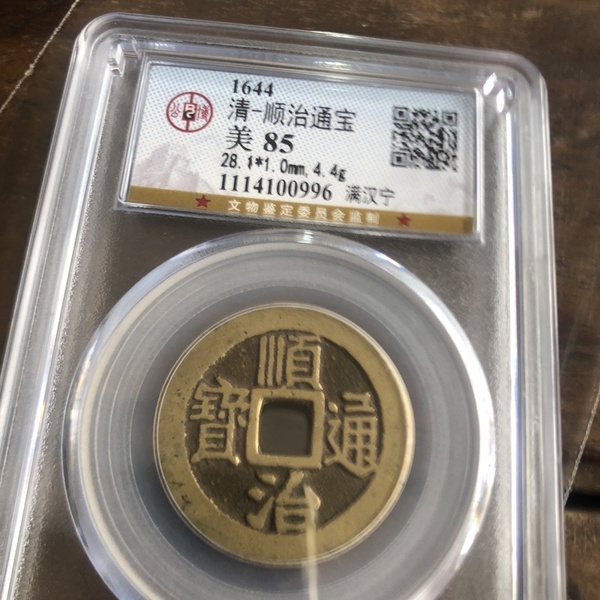 1644
清-顺治通宝
美 85
28.1*1.0mm, 4.4g
1114100996 满汉宁
文物鉴定委员会监制
順治通寶